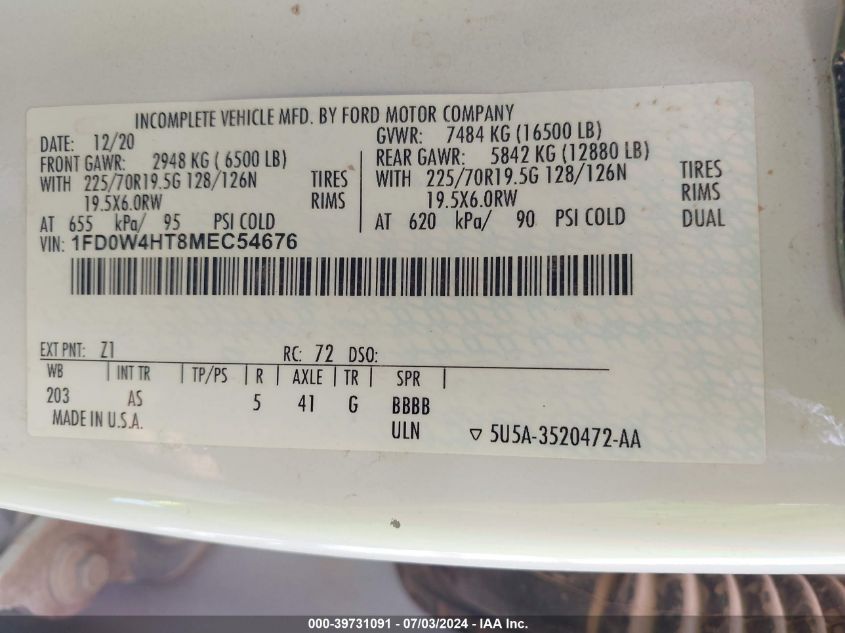 INCOMPLETE VEHICLE MFD. BY FORD MOTOR COMPANY
DATE: 12/20 GVWR: 7484 KG (16500 LB)
FRONT GAWR: 2948 KG ( 6500 LB) REAR GAWR: 5842 KG (12880 LB)
WITH 225/70R19.5G 128/126N TIRES WITH 225/70R19.5G 128/126N TIRES
19.5X6.0RW RIMS 19.5X6.0RW RIMS
AT 655 kPa/ 95 PSI COLD AT 620 kPa/ 90 PSI COLD DUAL
VIN: 1FD0W4HT8MEC54676
EXT PNT: Z1 RC: 72 DSO:
WB INT TR TP/PS R AXLE TR SPR
203 AS 5 41 G BBBB
MADE IN U.S.A. ULN ▽ 5U5A-3520472-AA
000-39731091 - 07/03/2024 - IAA Inc.